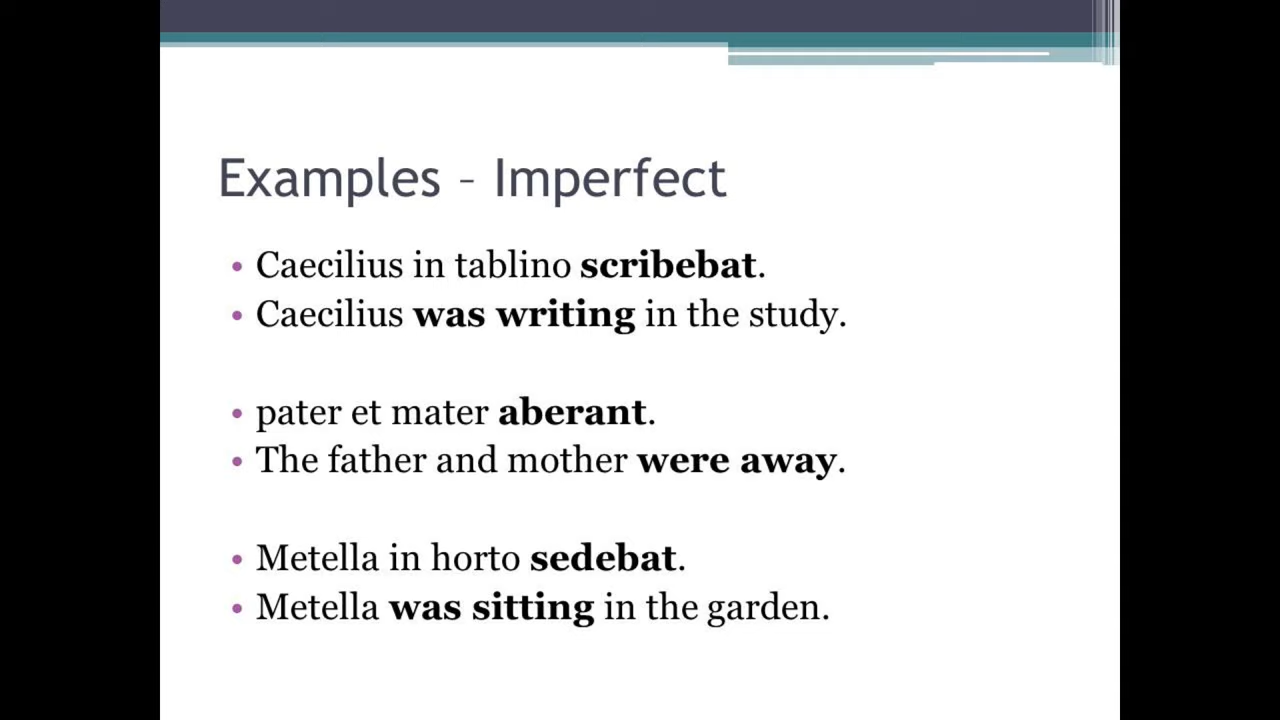 Examples – Imperfect
• Caecilius in tablino scribebat.
• Caecilius was writing in the study.
• pater et mater aberant.
• The father and mother were away.
• Metella in horto sedebat.
• Metella was sitting in the garden.